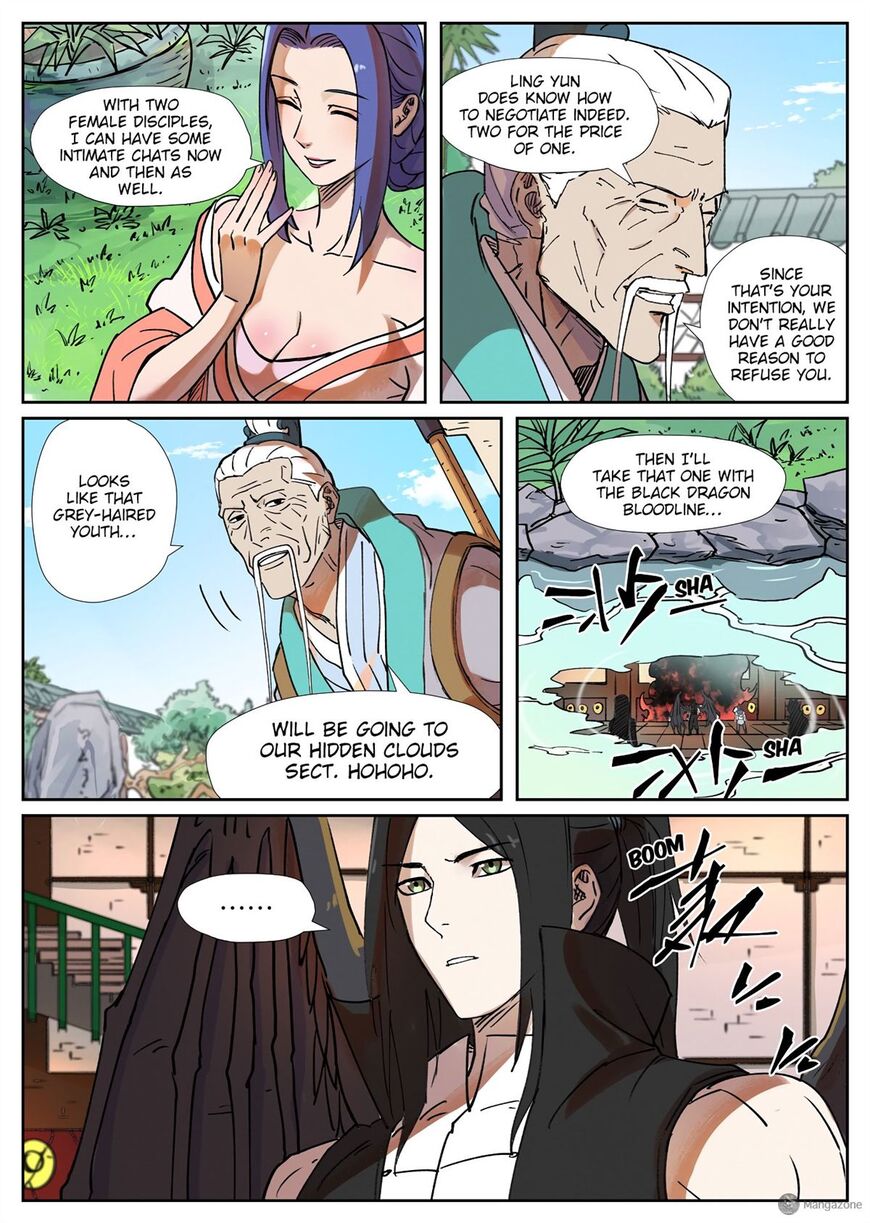 WITH TWO
FEMALE DISCIPLES,
I CAN HAVE SOME
INTIMATE CHATS NOW
AND THEN AS
WELL.
LING YUN
DOES KNOW HOW
TO NEGOTIATE INDEED.
TWO FOR THE PRICE
OF ONE.
SINCE
THAT'S YOUR
INTENTION, WE
DON'T REALLY
HAVE A GOOD
REASON TO
REFUSE YOU.
LOOKS
LIKE THAT
GREY-HAIRED
YOUTH...
WILL BE GOING TO
OUR HIDDEN CLOUDS
SECT. HOHOHO.
THEN I'LL
TAKE THAT ONE WITH
THE BLACK DRAGON
BLOODLINE...
SHA
SHA
......
BOOM
Mangazone